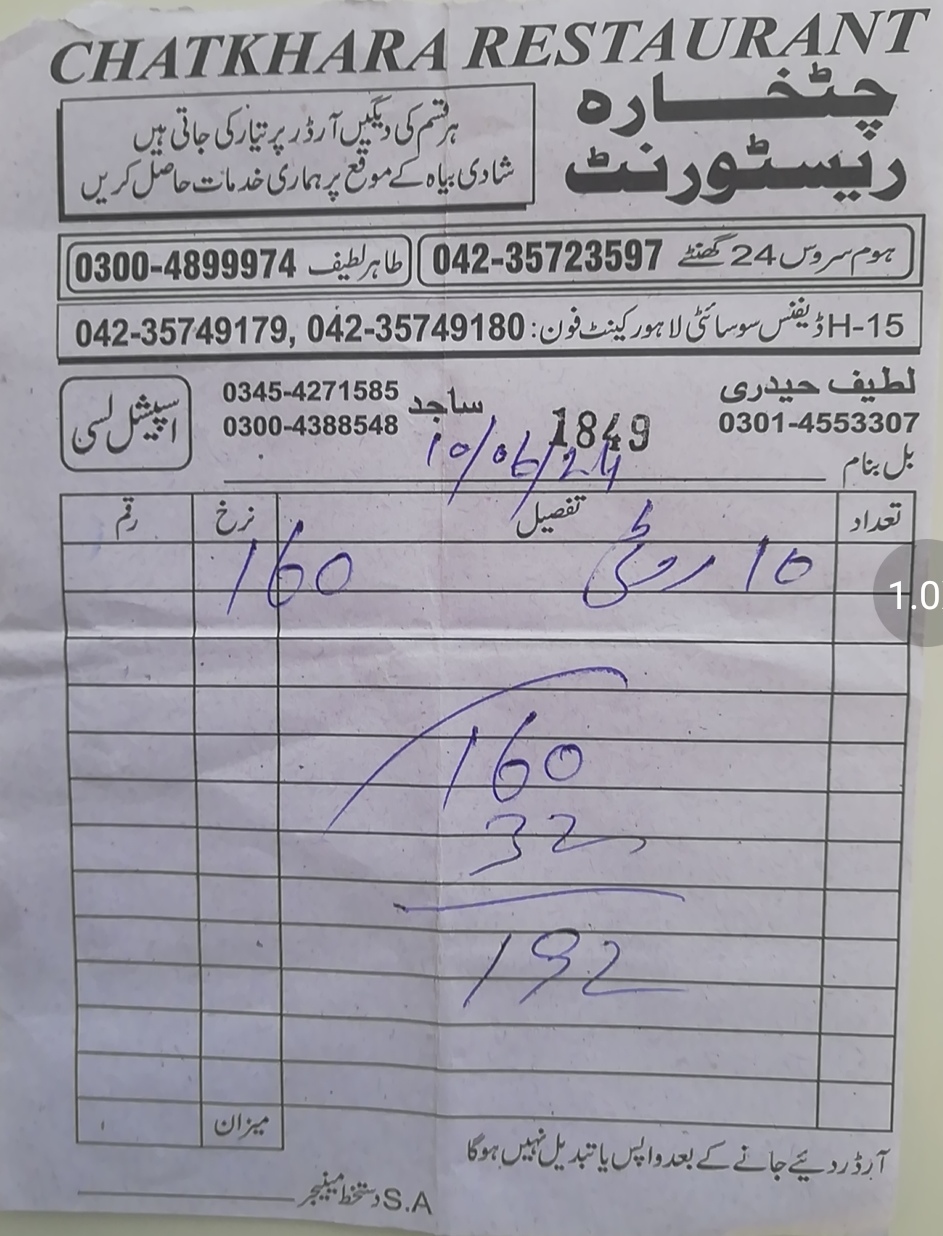 CHATKHARA RESTAURANT
چٹخارہ
ریسٹورنٹ
ہر قسم کی دیگیں آرڈر پر تیار کی جاتی ہیں
شادی بیاہ کے موقع پر ہماری خدمات حاصل کریں
ہوم سروس 24 گھنٹے 042-35723597
طاہر لطیف 0300-4899974
H-15 ڈیفنس سوسائٹی لاہور کینٹ فون: 042-35749180 ,042-35749179
لطیف حیدری
0301-4553307
ساجد 0345-4271585
0300-4388548
اسپیشل لسی
1849
10/06/24
بل بنام
تعداد تفصیل نرخ رقم
10 روٹی 160
1.0
160
32
192
میزان
آرڈر دئیے جانے کے بعد واپس یا تبدیل نہیں ہوگا
S.A دستخط مینیجر